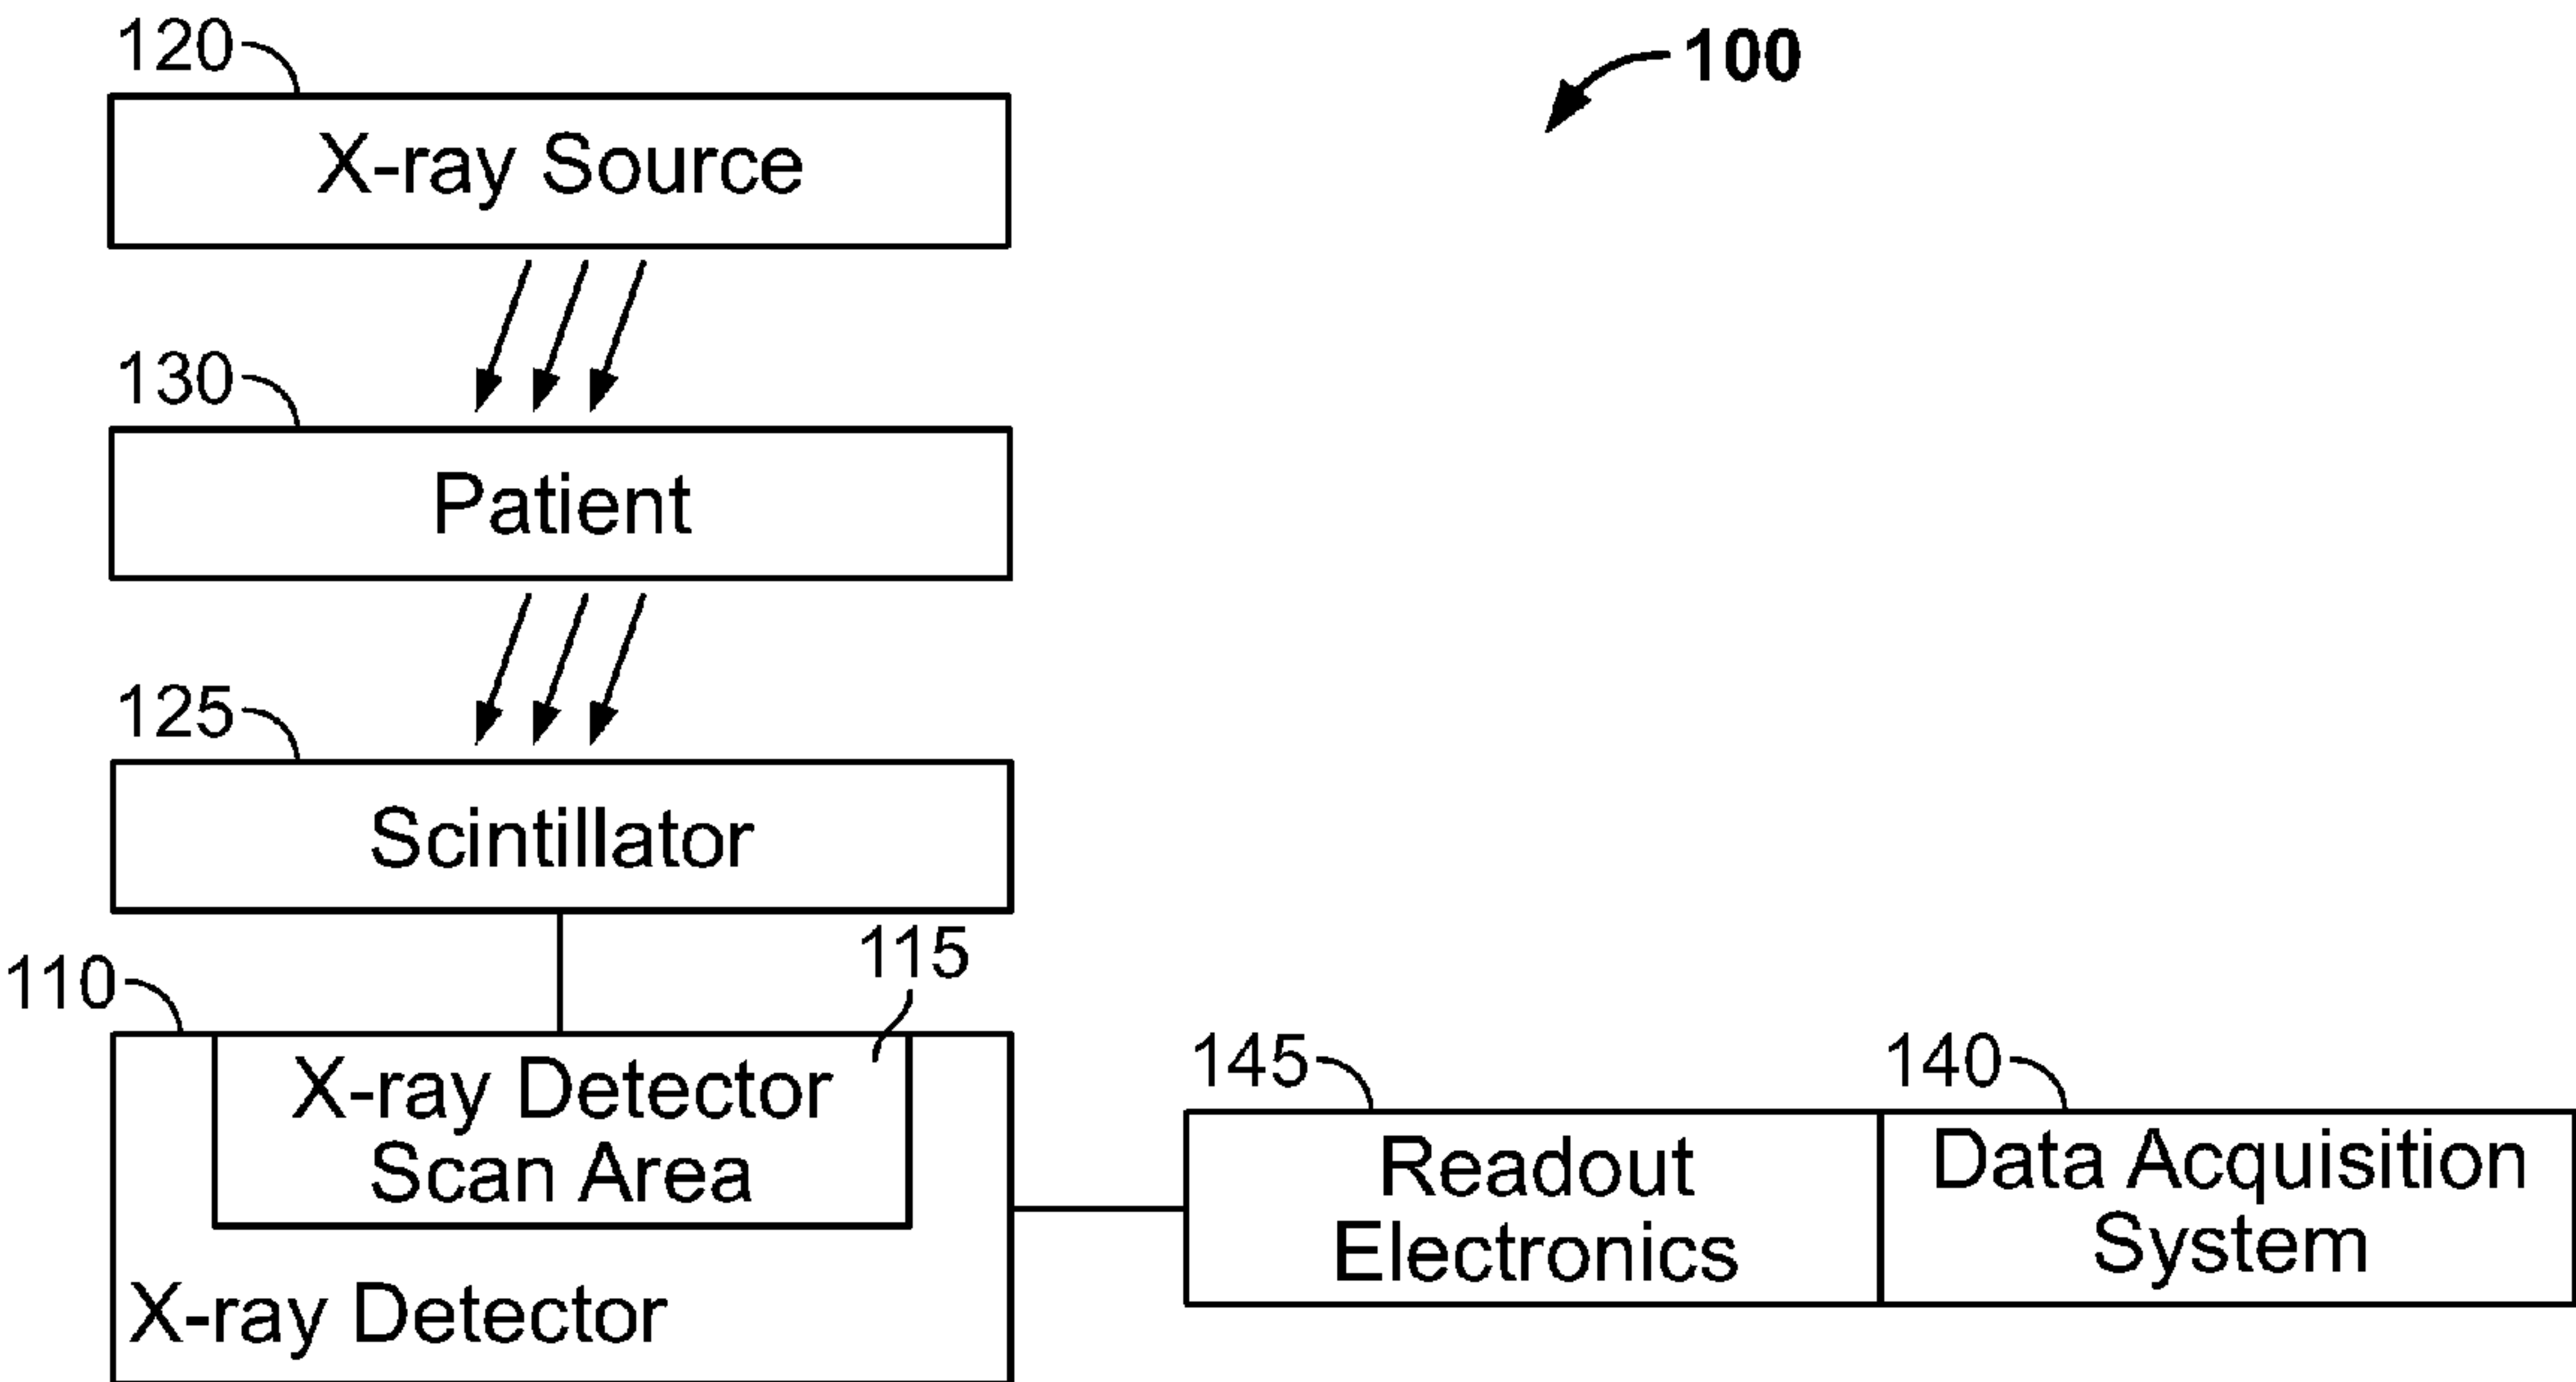 120
100
X-ray Source
130
Patient
125
Scintillator
115
110
X-ray Detector
Scan Area
X-ray Detector
145
140
Readout
Electronics
Data Acquisition
System